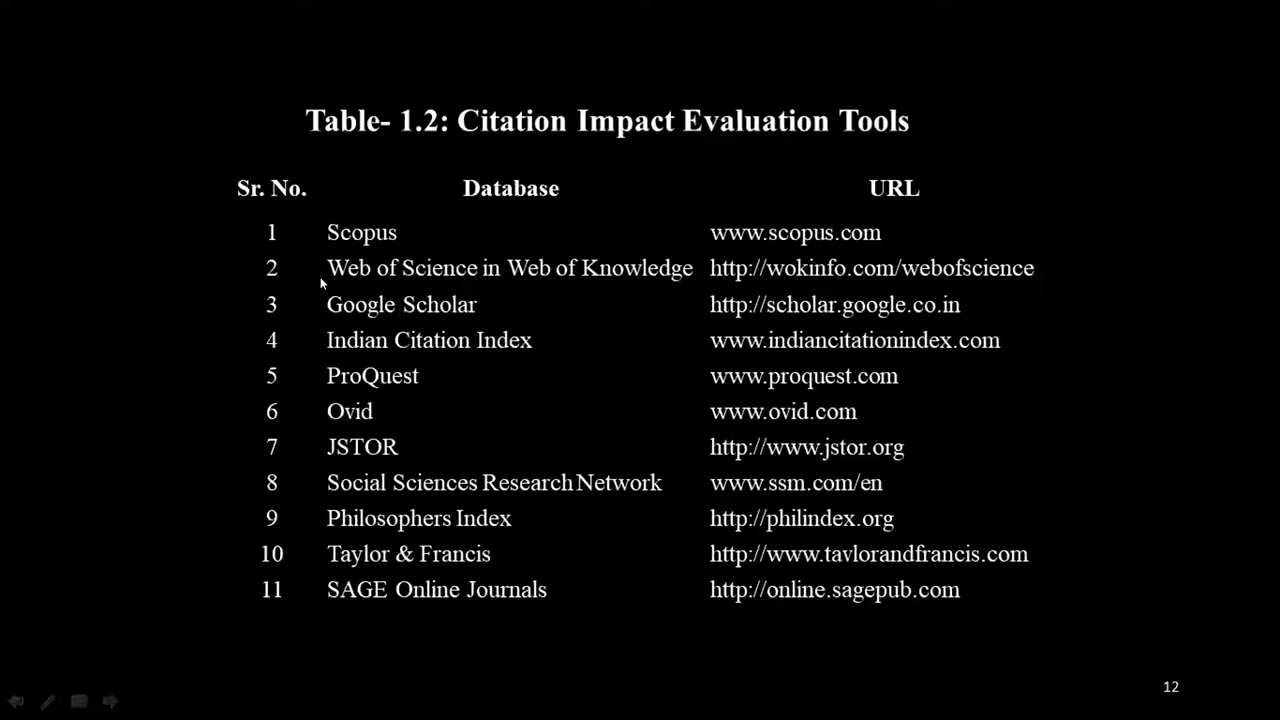 Table- 1.2: Citation Impact Evaluation Tools
Sr. No. Database URL
1 Scopus www.scopus.com
2 Web of Science in Web of Knowledge http://wokinfo.com/webofscience
3 Google Scholar http://scholar.google.co.in
4 Indian Citation Index www.indiancitationindex.com
5 ProQuest www.proquest.com
6 Ovid www.ovid.com
7 JSTOR http://www.jstor.org
8 Social Sciences Research Network www.ssm.com/en
9 Philosophers Index http://philindex.org
10 Taylor & Francis http://www.tavlorandfrancis.com
11 SAGE Online Journals http://online.sagepub.com
12